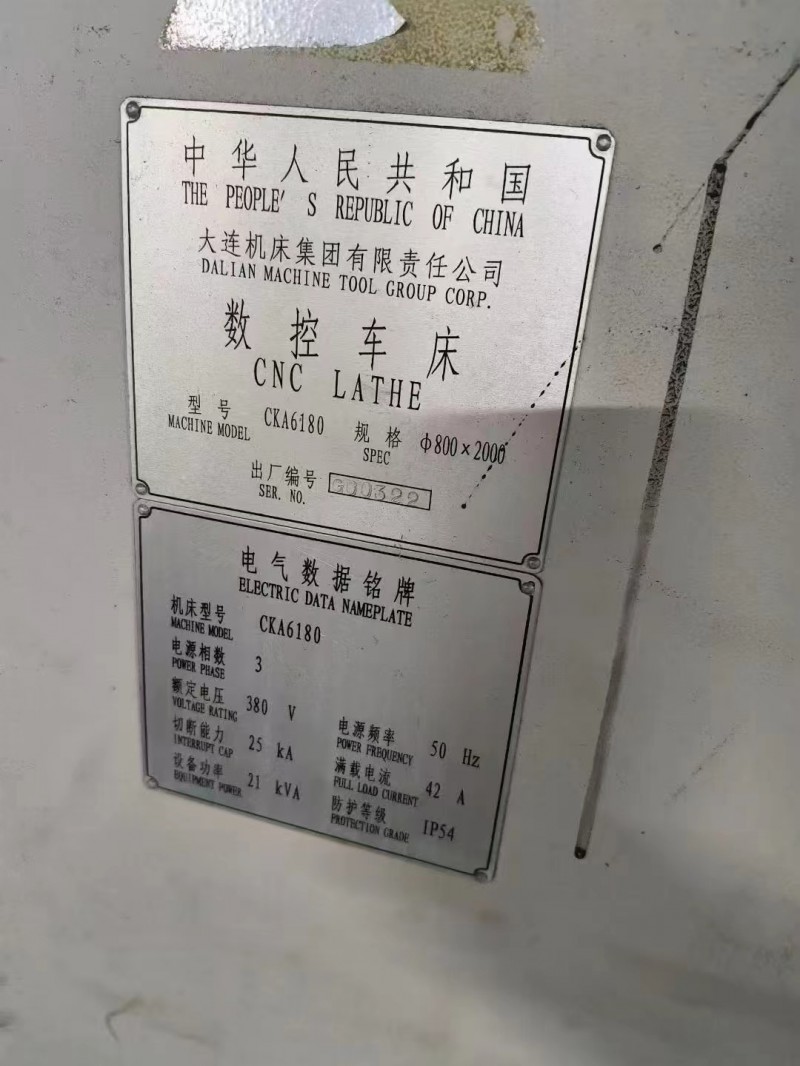 中华人民共和国
THE PEOPLE'S REPUBLIC OF CHINA
大连机床集团有限责任公司
DALIAN MACHINE TOOL GROUP CORP.
数控车床
CNC LATHE
型号 CKA6180 规格 φ800×2000
MACHINE MODEL SPEC
出厂编号 G00322
SER. NO.
电气数据铭牌
ELECTRIC DATA NAMEPLATE
机床型号 CKA6180
MACHINE MODEL
电源相数 3
POWER PHASE
额定电压 380 V
VOLTAGE RATING
电源频率 50 Hz
POWER FREQUENCY
切断能力 25 kA
INTERRUPT CAP
满载电流 42 A
FULL LOAD CURRENT
设备功率 21 kVA
EQUIPMENT POWER
防护等级 IP54
PROTECTION GRADE